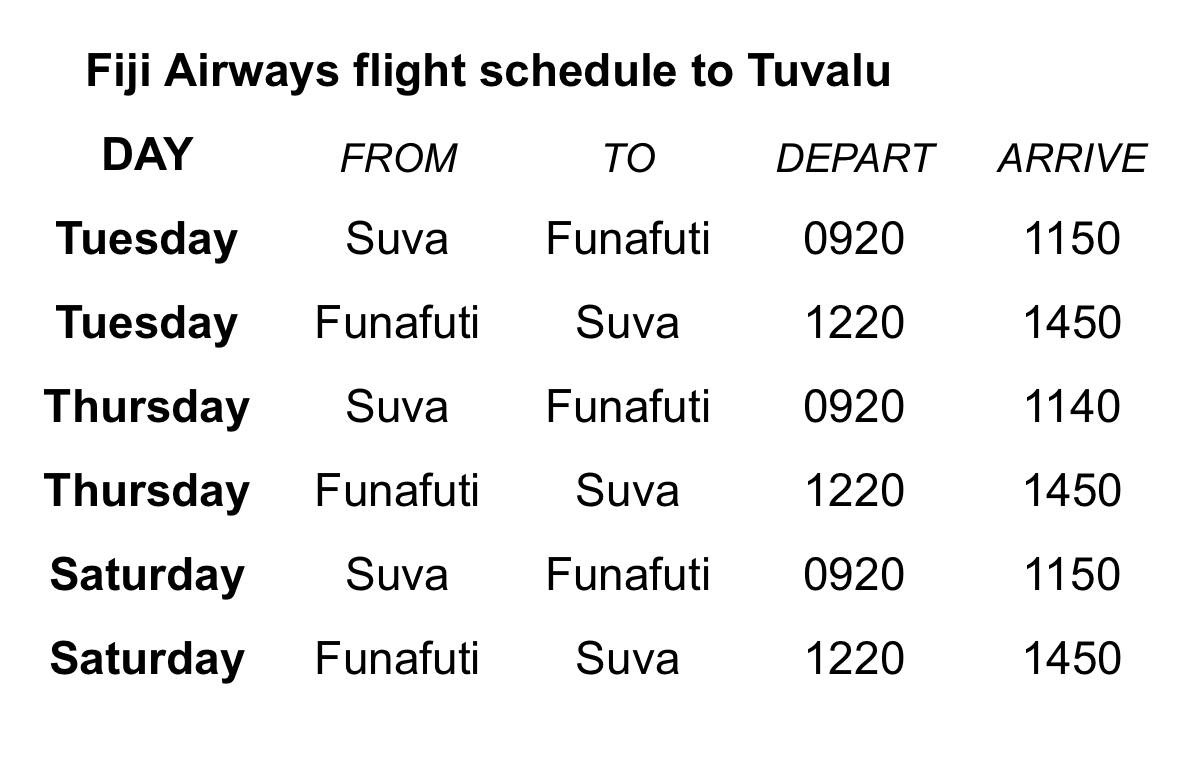 Fiji Airways flight schedule to Tuvalu
DAY FROM TO DEPART ARRIVE
Tuesday Suva Funafuti 0920 1150
Tuesday Funafuti Suva 1220 1450
Thursday Suva Funafuti 0920 1140
Thursday Funafuti Suva 1220 1450
Saturday Suva Funafuti 0920 1150
Saturday Funafuti Suva 1220 1450